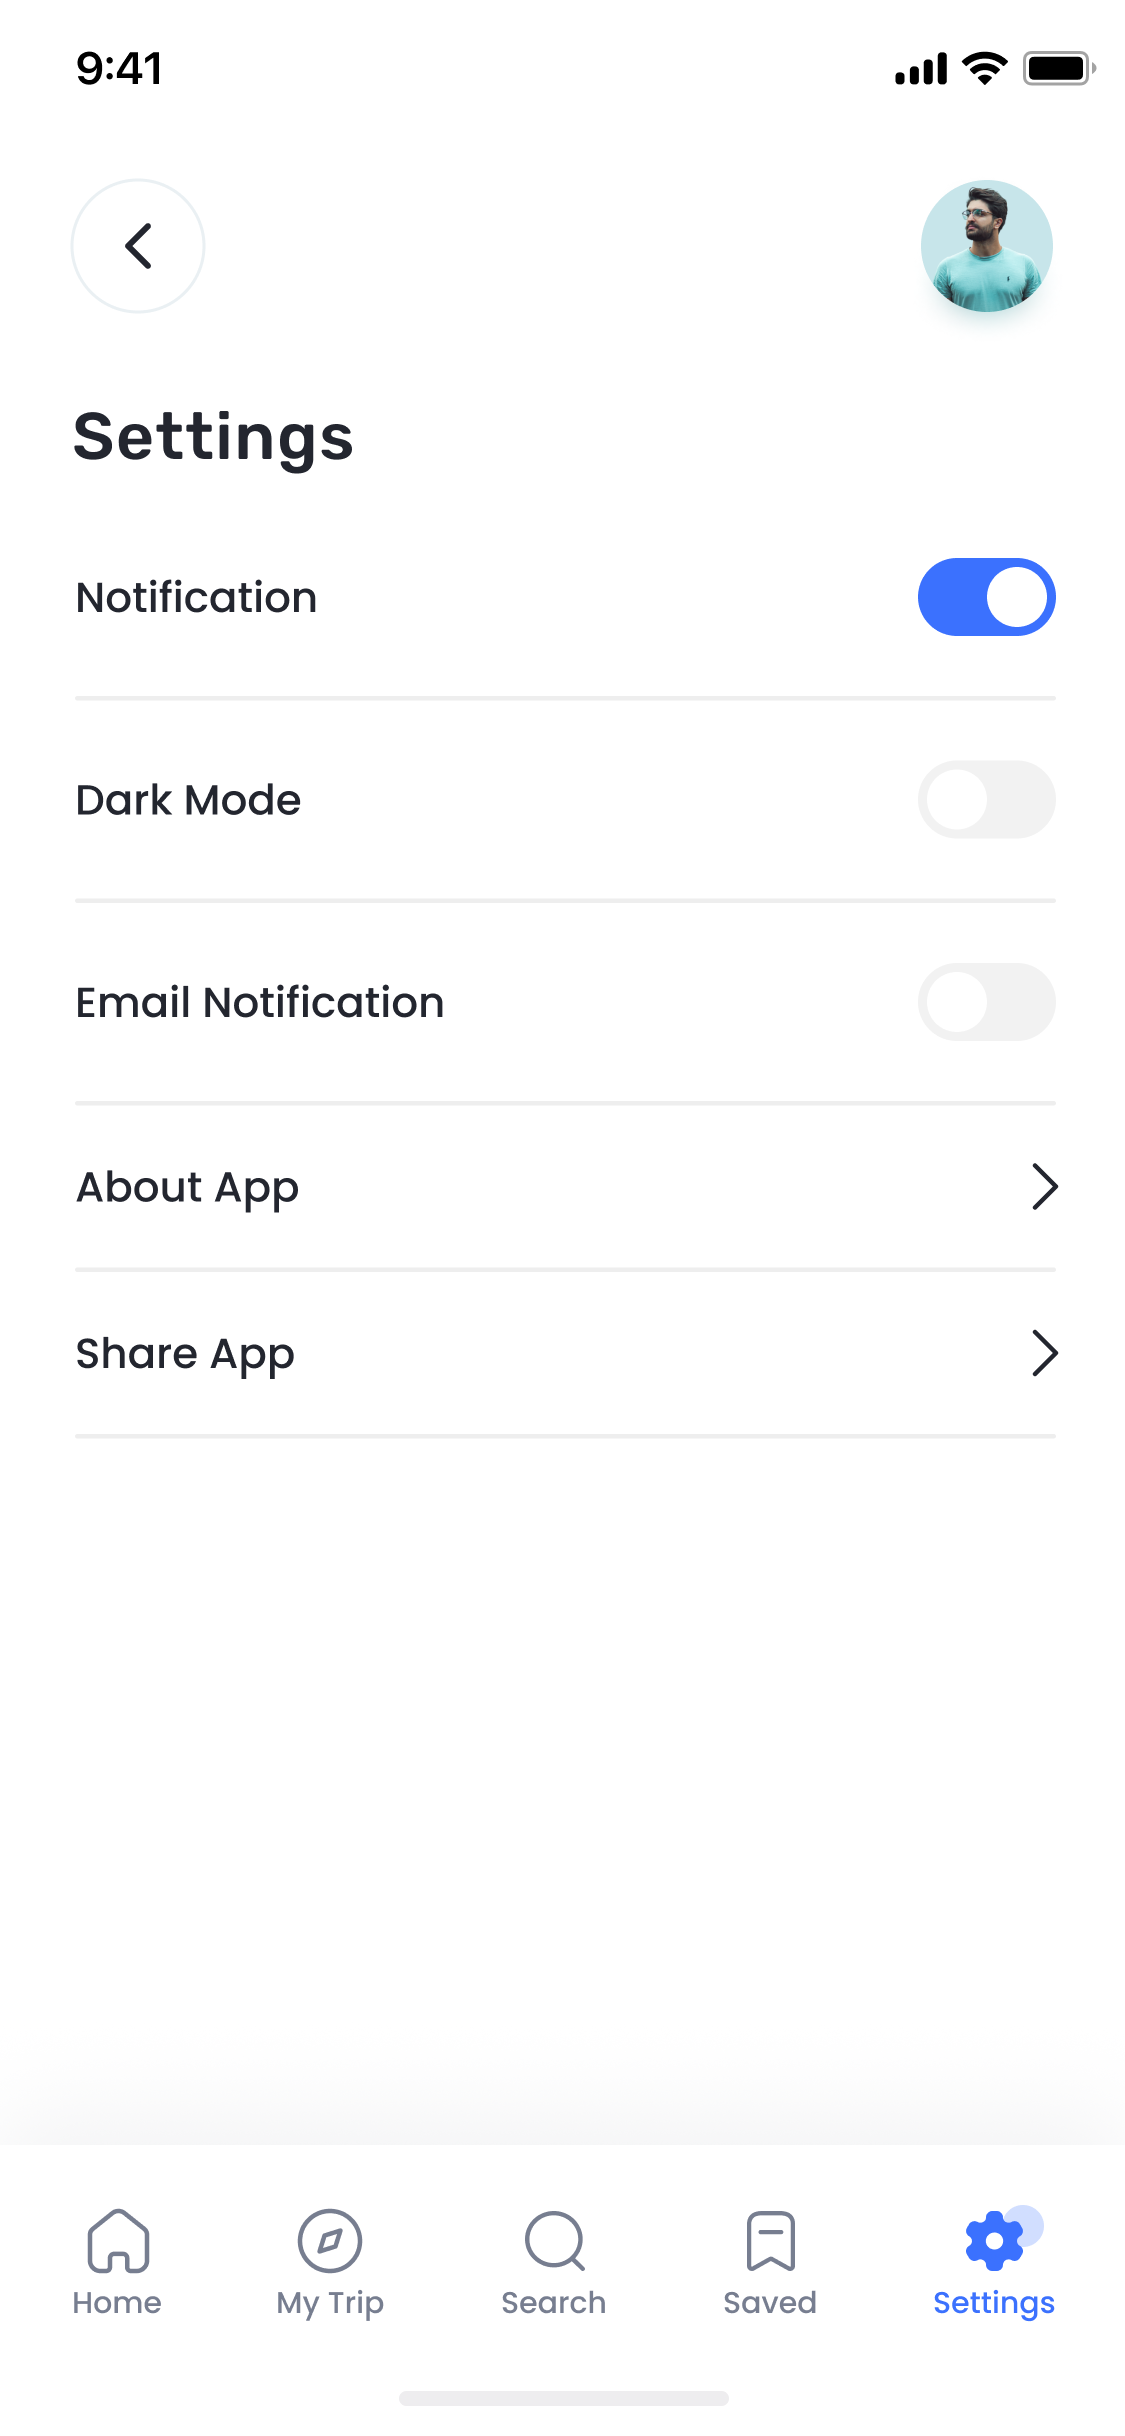 9:41
Settings
Notification
Dark Mode
Email Notification
About App
Share App
Home
My Trip
Search
Saved
Settings